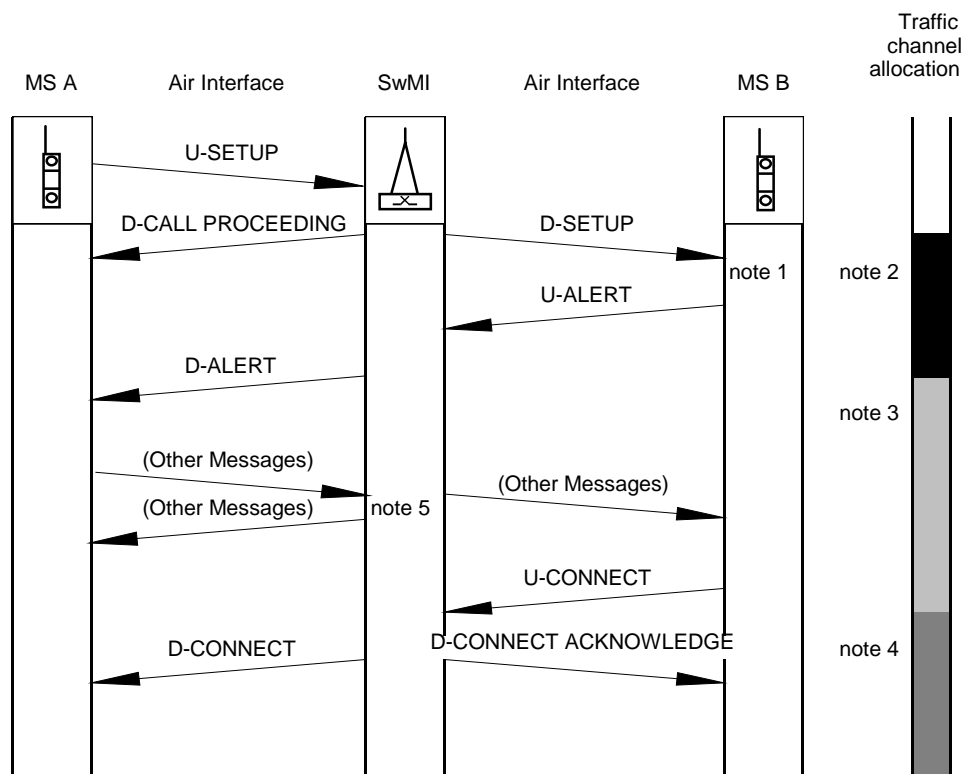 Traffic
channel
allocation
MS A
Air Interface
SwMI
Air Interface
MS B
U-SETUP
D-CALL PROCEEDING
D-SETUP
note 1
note 2
U-ALERT
D-ALERT
note 3
(Other Messages)
(Other Messages)
(Other Messages)
note 5
U-CONNECT
D-CONNECT
D-CONNECT ACKNOWLEDGE
note 4